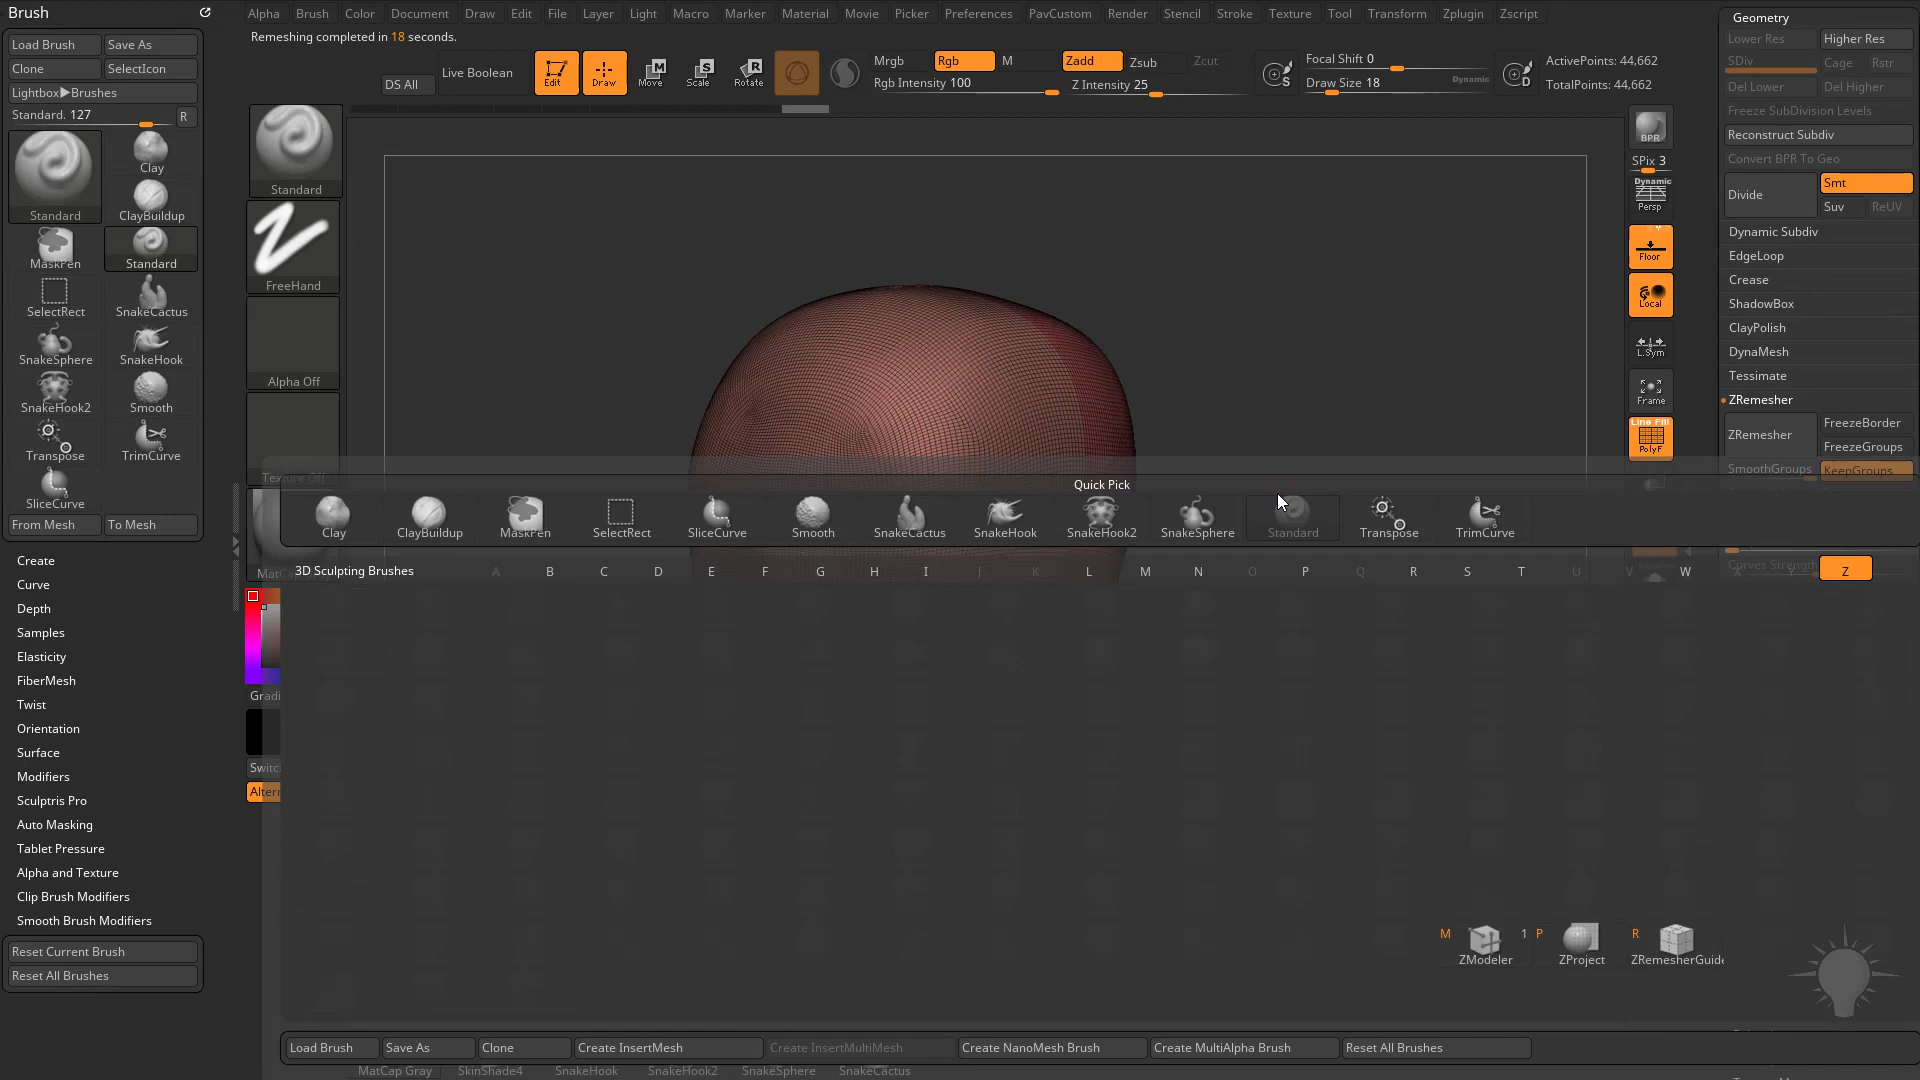 Brush
Load Brush Save As
Clone SelectIcon
Lightbox▶Brushes
Standard. 127 R
Standard
Clay
ClayBuildup
MaskPen Standard
SelectRect SnakeCactus
SnakeSphere SnakeHook
SnakeHook2 Smooth
Transpose TrimCurve
SliceCurve
From Mesh To Mesh
Create
Curve
Depth
Samples
Elasticity
FiberMesh
Twist
Orientation
Surface
Modifiers
Sculptris Pro
Auto Masking
Tablet Pressure
Alpha and Texture
Clip Brush Modifiers
Smooth Brush Modifiers
Reset Current Brush
Reset All Brushes
Alpha Brush Color Document Draw Edit File Layer Light Macro Marker Material Movie Picker Preferences PavCustom Render Stencil Stroke Texture Tool Transform Zplugin Zscript
Remeshing completed in 18 seconds.
DS All Live Boolean Edit Draw Move Scale Rotate
Mrgb Rgb M Zadd Zsub Zcut
Rgb Intensity 100 Z Intensity 25
Focal Shift 0
Draw Size 18 Dynamic
ActivePoints: 44,662
TotalPoints: 44,662
Standard
FreeHand
Alpha Off
Texture Off
MatCap
Gradi
Switc
Altern
BPR
SPix 3
Dynamic
Persp
Floor
Local
L.Sym
Frame
Line Fill
PolyF
Geometry
Lower Res Higher Res
SDiv Cage Rstr
Del Lower Del Higher
Freeze SubDivision Levels
Reconstruct Subdiv
Convert BPR To Geo
Divide Smt
Suv ReUV
Dynamic Subdiv
EdgeLoop
Crease
ShadowBox
ClayPolish
DynaMesh
Tessimate
ZRemesher
ZRemesher FreezeBorder
FreezeGroups
SmoothGroups KeepGroups
Curves Strength
Quick Pick
Clay ClayBuildup MaskPen SelectRect SliceCurve Smooth SnakeCactus SnakeHook SnakeHook2 SnakeSphere Standard Transpose TrimCurve
3D Sculpting Brushes A B C D E F G H I J K L M N O P Q R S T U V W X Y Z
M ZModeler 1 P ZProject R ZRemesherGuide
Load Brush Save As Clone Create InsertMesh Create InsertMultiMesh Create NanoMesh Brush Create MultiAlpha Brush Reset All Brushes
MatCap Gray SkinShade4 SnakeHook SnakeHook2 SnakeSphere SnakeCactus